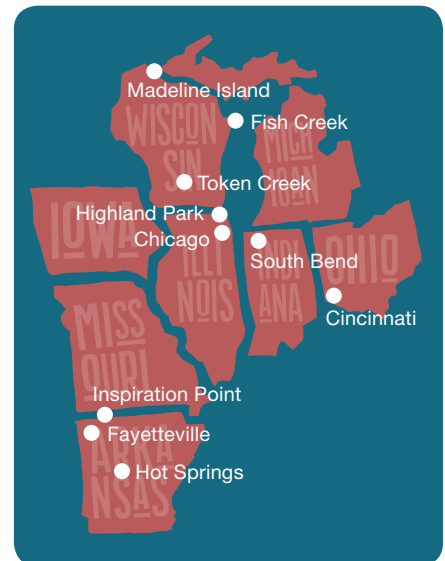 Madeline Island
WISCON
SIN
Fish Creek
MICH
IGAN
Token Creek
Highland Park
Chicago
IOWA
ILLI
NOIS
South Bend
INDI
ANA
OHIO
Cincinnati
MISS
OURI
Inspiration Point
Fayetteville
ARKA
NSAS
Hot Springs